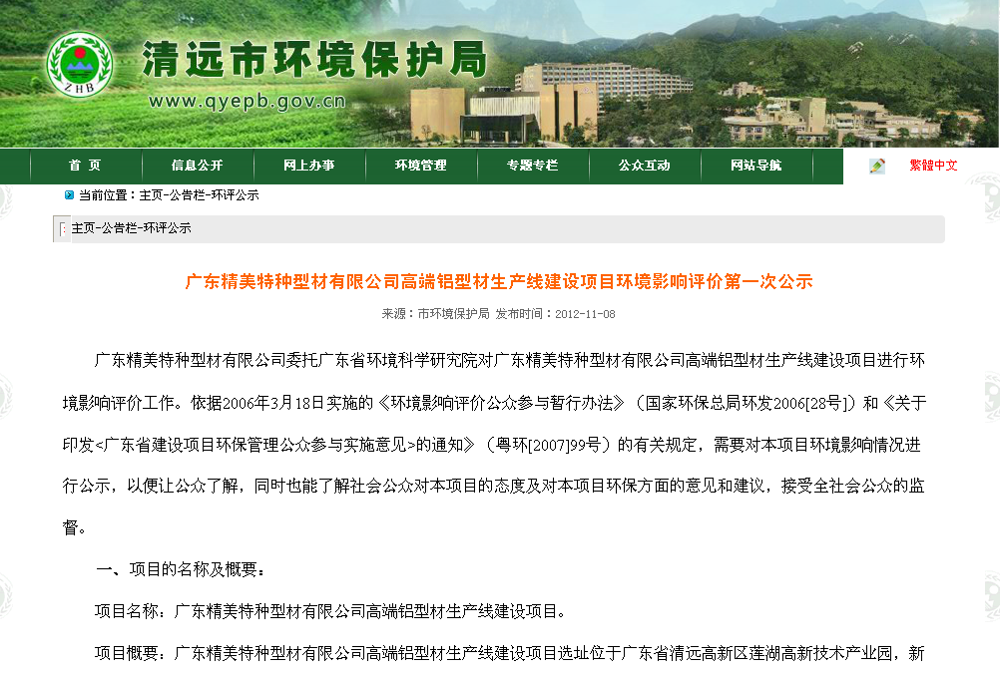 清远市环境保护局
ZHB
www.qyepb.gov.cn
首 页 信息公开 网上办事 环境管理 专题专栏 公众互动 网站导航 繁體中文
当前位置：主页-公告栏-环评公示
主页-公告栏-环评公示
广东精美特种型材有限公司高端铝型材生产线建设项目环境影响评价第一次公示
来源：市环境保护局 发布时间：2012-11-08
广东精美特种型材有限公司委托广东省环境科学研究院对广东精美特种型材有限公司高端铝型材生产线建设项目进行环
境影响评价工作。依据2006年3月18日实施的《环境影响评价公众参与暂行办法》（国家环保总局环发2006[28号]）和《关于
印发<广东省建设项目环保管理公众参与实施意见>的通知》（粤环[2007]99号）的有关规定，需要对本项目环境影响情况进
行公示，以便让公众了解，同时也能了解社会公众对本项目的态度及对本项目环保方面的意见和建议，接受全社会公众的监
督。
一、项目的名称及概要：
项目名称：广东精美特种型材有限公司高端铝型材生产线建设项目。
项目概要：广东精美特种型材有限公司高端铝型材生产线建设项目选址位于广东省清远高新区莲湖高新技术产业园，新